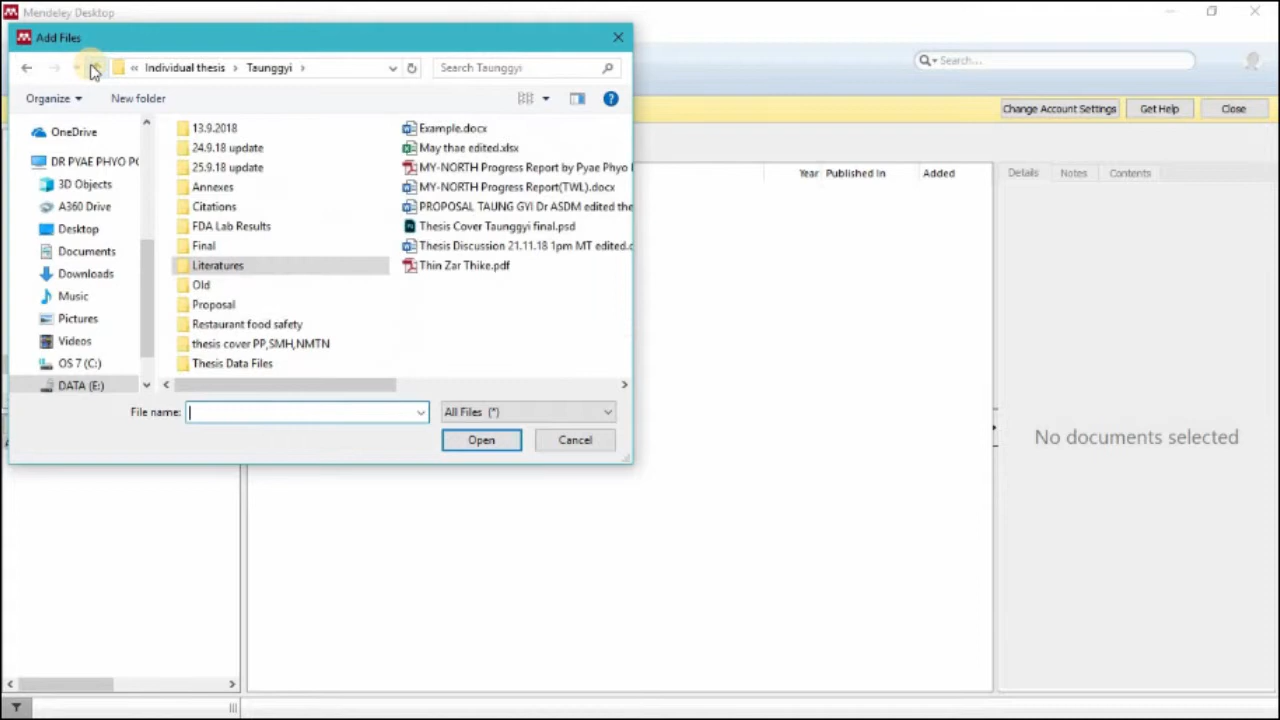 Mendeley Desktop
Add Files
« Individual thesis › Taunggyi ›
Search Taunggyi
Search...
Organize
New folder
Change Account Settings
Get Help
Close
OneDrive
DR PYAE PHYO PC
3D Objects
A360 Drive
Desktop
Documents
Downloads
Music
Pictures
Videos
OS 7 (C:)
DATA (E:)
13.9.2018
24.9.18 update
25.9.18 update
Annexes
Citations
FDA Lab Results
Final
Literatures
Old
Proposal
Restaurant food safety
thesis cover PP,SMH,NMTN
Thesis Data Files
Example.docx
May thae edited.xlsx
MY-NORTH Progress Report by Pyae Phyo
MY-NORTH Progress Report(TWL).docx
PROPOSAL TAUNG GYI Dr ASDM edited the
Thesis Cover Taunggyi final.psd
Thesis Discussion 21.11.18 1pm MT edited.c
Thin Zar Thike.pdf
Year
Published In
Added
Details
Notes
Contents
File name:
All Files (*)
Open
Cancel
No documents selected